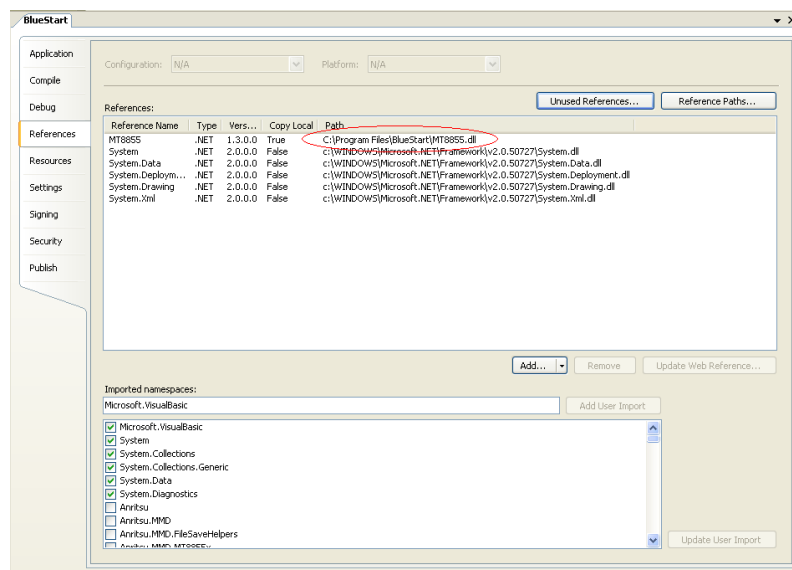 BlueStart
Application
Compile
Debug
References
Resources
Settings
Signing
Security
Publish
Configuration: N/A Platform: N/A
References: Unused References... Reference Paths...
Reference Name Type Vers... Copy Local Path
MT8855 .NET 1.3.0.0 True C:\Program Files\BlueStart\MT8855.dll
System .NET 2.0.0.0 False c:\WINDOWS\Microsoft.NET\Framework\v2.0.50727\System.dll
System.Data .NET 2.0.0.0 False c:\WINDOWS\Microsoft.NET\Framework\v2.0.50727\System.Data.dll
System.Deploym... .NET 2.0.0.0 False c:\WINDOWS\Microsoft.NET\Framework\v2.0.50727\System.Deployment.dll
System.Drawing .NET 2.0.0.0 False c:\WINDOWS\Microsoft.NET\Framework\v2.0.50727\System.Drawing.dll
System.Xml .NET 2.0.0.0 False c:\WINDOWS\Microsoft.NET\Framework\v2.0.50727\System.Xml.dll
Add... Remove Update Web Reference...
Imported namespaces:
Microsoft.VisualBasic Add User Import
Microsoft.VisualBasic
System
System.Collections
System.Collections.Generic
System.Data
System.Diagnostics
Anritsu
Anritsu.MMD
Anritsu.MMD.FileSaveHelpers
Anritsu.MMD.MT8855x
Update User Import